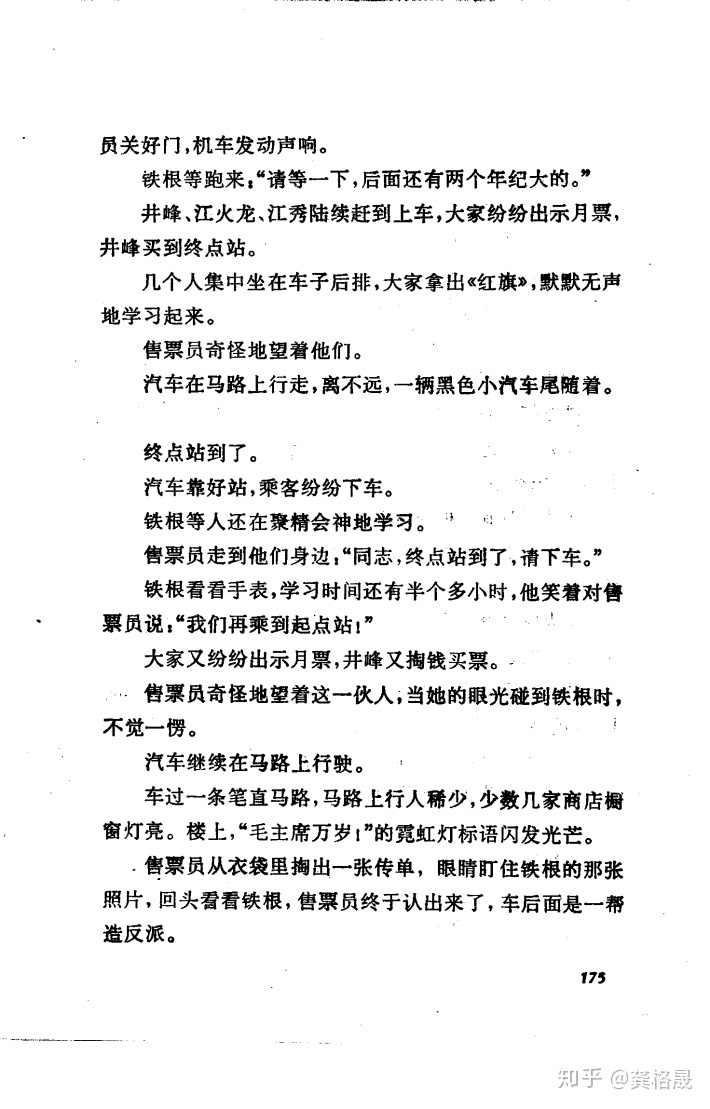 员关好门，机车发动声响。
铁根等跑来：“请等一下，后面还有两个年纪大的。”
井峰、江火龙、江秀陆续赶到上车，大家纷纷出示月票，
井峰买到终点站。
几个人集中坐在车子后排，大家拿出《红旗》，默默无声
地学习起来。
售票员奇怪地望着他们。
汽车在马路上行走，离不远，一辆黑色小汽车尾随着。
终点站到了。
汽车靠好站，乘客纷纷下车。
铁根等人还在聚精会神地学习。
售票员走到他们身边：“同志，终点站到了，请下车。”
铁根看看手表，学习时间还有半个多小时，他笑着对售
票员说：“我们再乘到起点站！”
大家又纷纷出示月票，井峰又掏钱买票。
售票员奇怪地望着这一伙人，当她的眼光碰到铁根时，
不觉一愣。
汽车继续在马路上行驶。
车过一条笔直马路，马路上行人稀少，少数几家商店橱
窗灯亮。楼上，“毛主席万岁！”的霓虹灯标语闪发光芒。
售票员从衣袋里掏出一张传单，眼睛盯住铁根的那张
照片，回头看看铁根，售票员终于认出来了，车后面是一帮
造反派。
175
知乎 @龚格晟